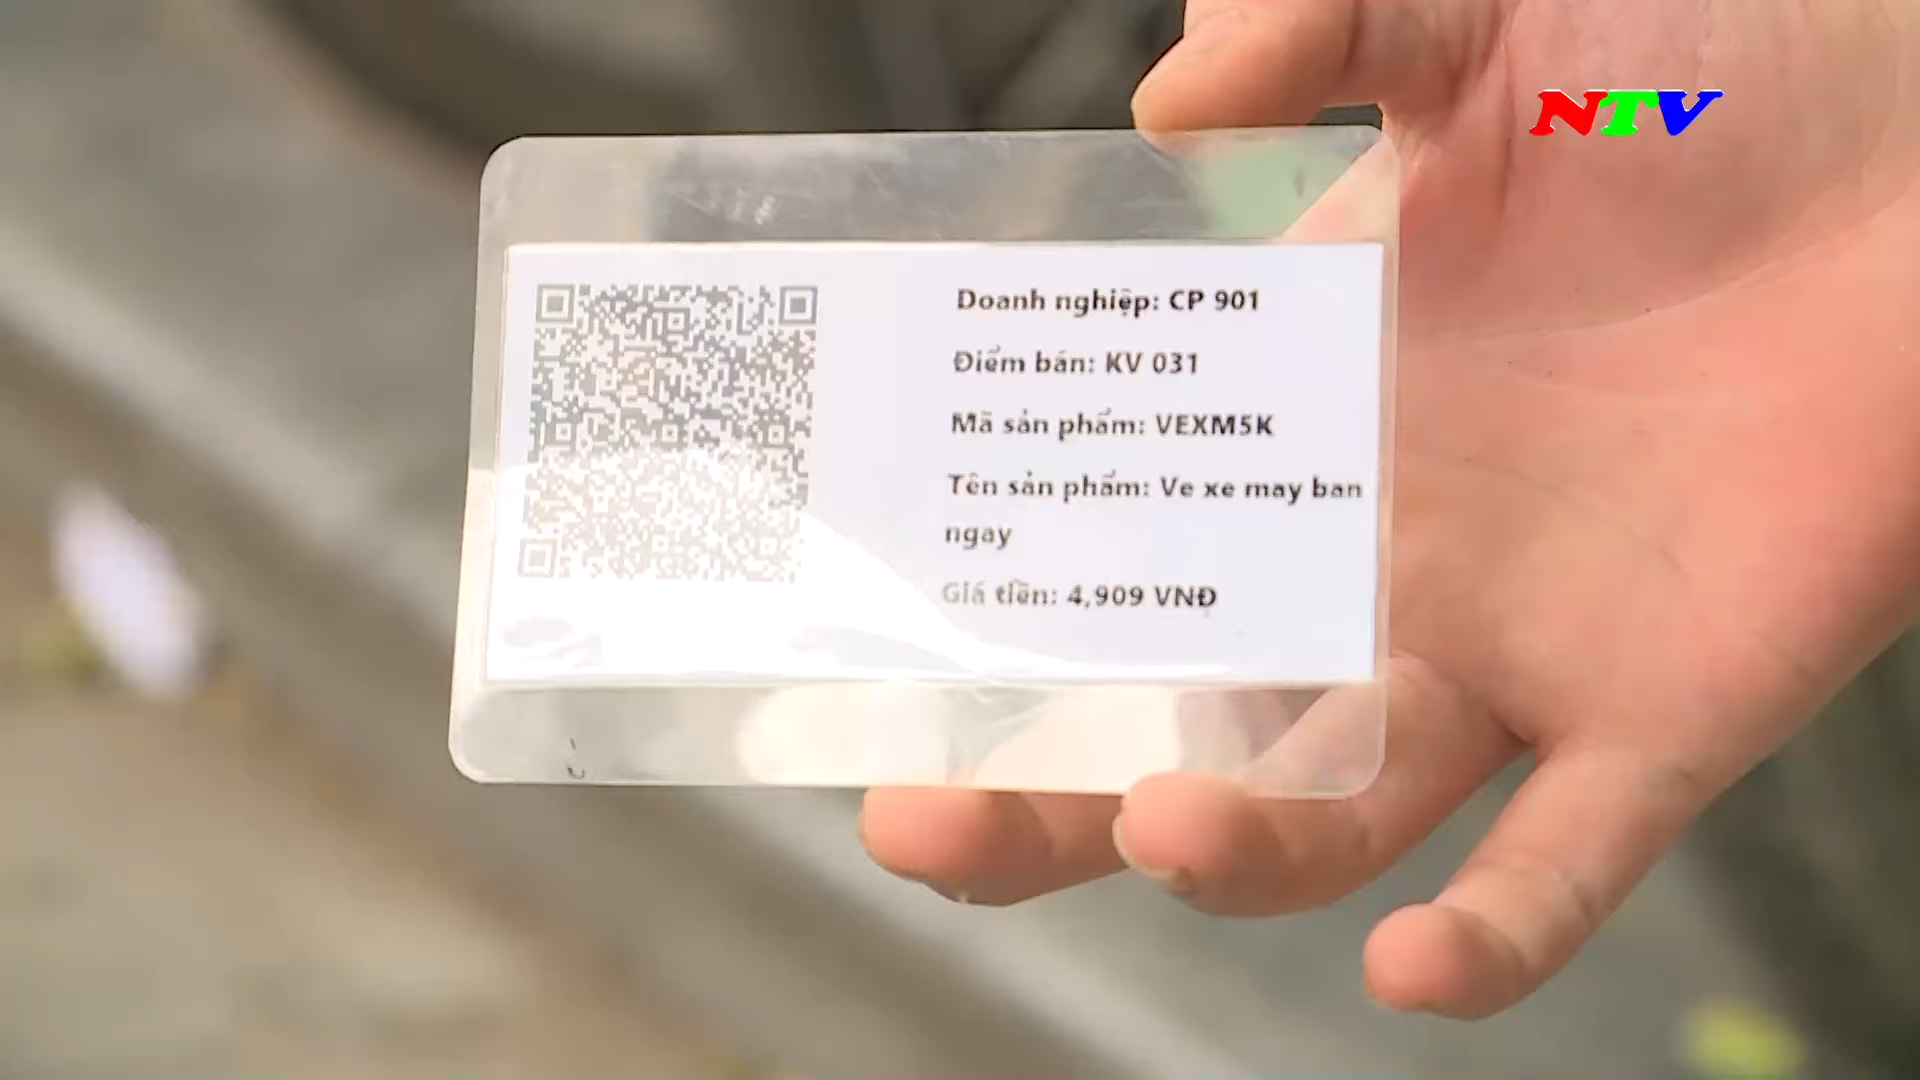 NTV
Doanh nghiệp: CP 901
Điểm bán: KV 031
Mã sản phẩm: VEXM5K
Tên sản phẩm: Ve xe may ban
ngay
Giá tiền: 4,909 VNĐ